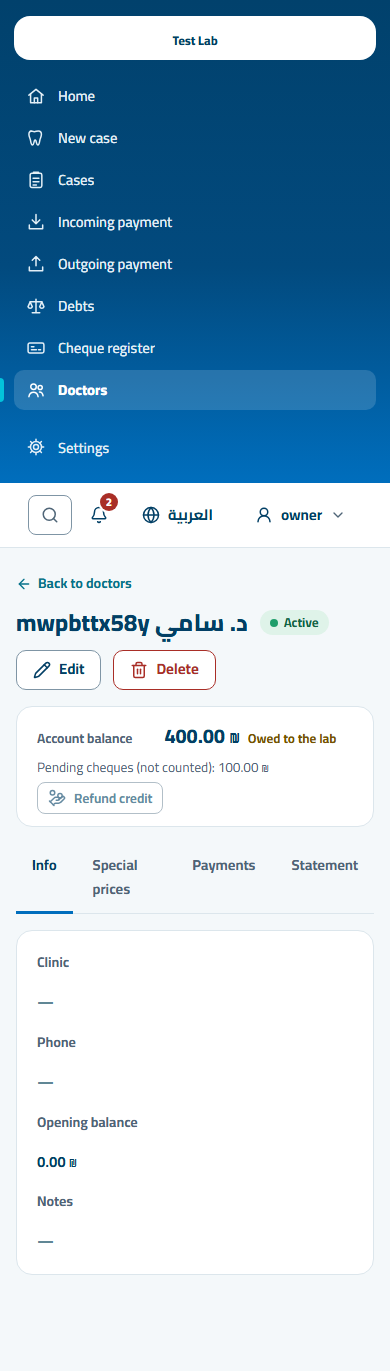 Test Lab
Home
New case
Cases
Incoming payment
Outgoing payment
Debts
Cheque register
Doctors
Settings
2
العربية
owner
← Back to doctors
د. سامي mwpbttx58y
Active
Edit
Delete
Account balance 400.00 ₪ Owed to the lab
Pending cheques (not counted): 100.00 ₪
Refund credit
Info
Special prices
Payments
Statement
Clinic
—
Phone
—
Opening balance
0.00 ₪
Notes
—